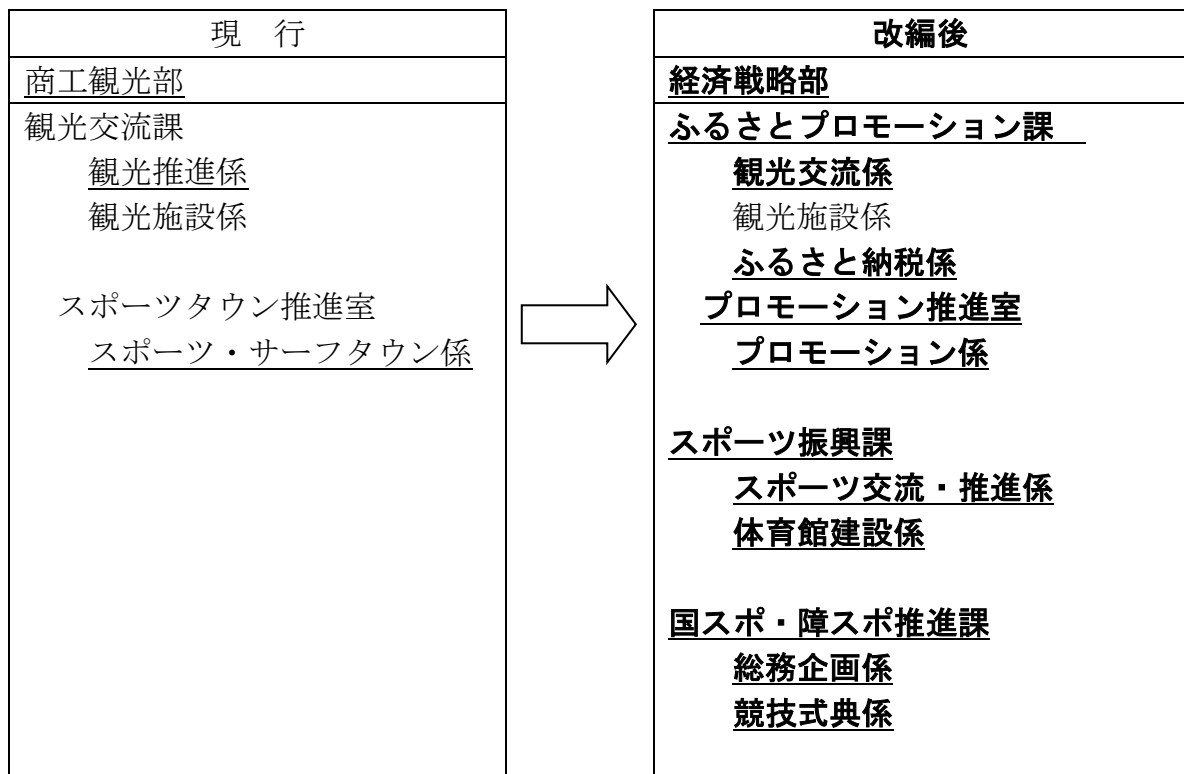 現 行
商工観光部
観光交流課
観光推進係
観光施設係
スポーツタウン推進室
スポーツ・サーフタウン係
改編後
経済戦略部
ふるさとプロモーション課
観光交流係
観光施設係
ふるさと納税係
プロモーション推進室
プロモーション係
スポーツ振興課
スポーツ交流・推進係
体育館建設係
国スポ・障スポ推進課
総務企画係
競技式典係